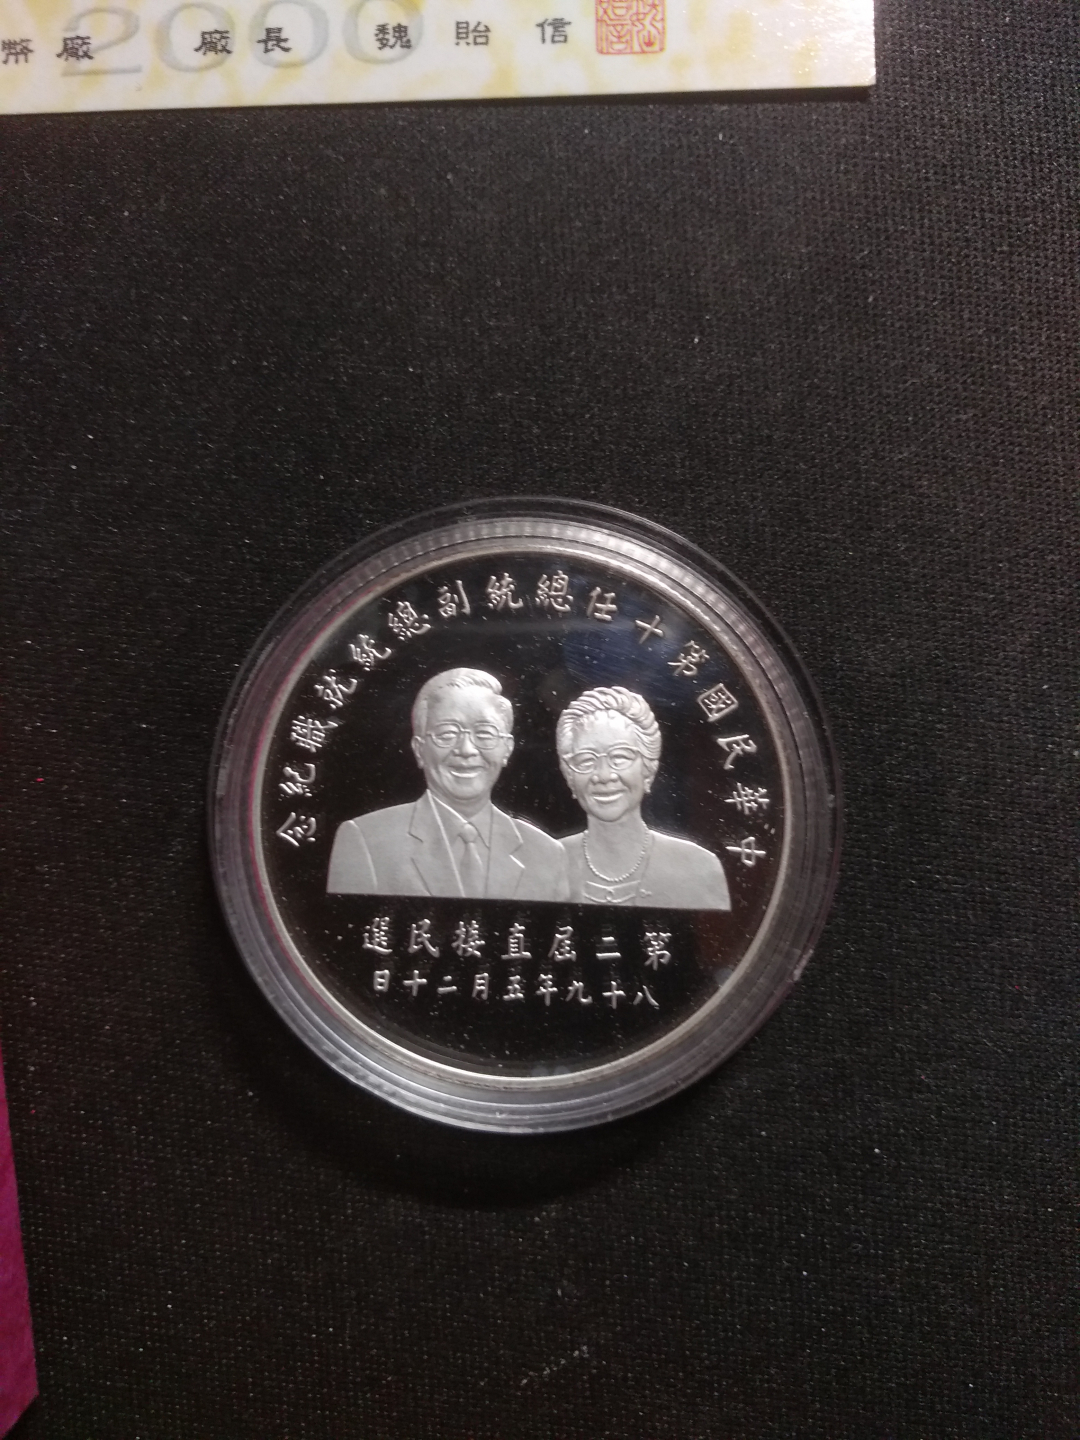 2000
幣廠 廠長 魏貽信
中華民國第十任總統副總統就職紀念
第二屆直接民選
八十九年五月二十日